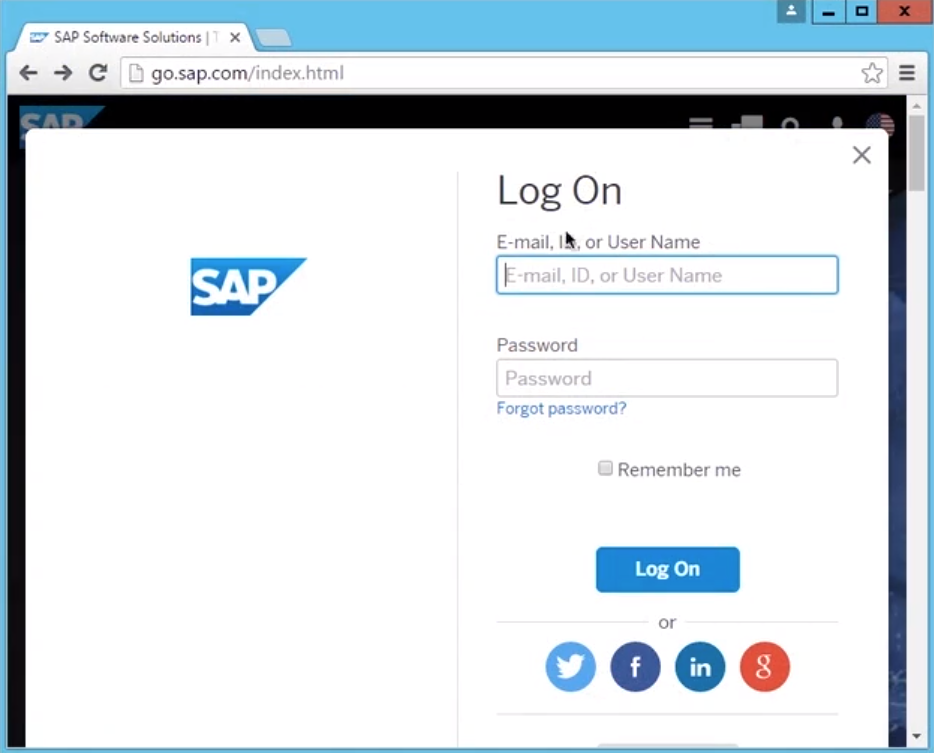 SAP Software Solutions | T
go.sap.com/index.html
SAP
Log On
E-mail, ID, or User Name
E-mail, ID, or User Name
SAP
Password
Password
Forgot password?
Remember me
Log On
or
f
in
g